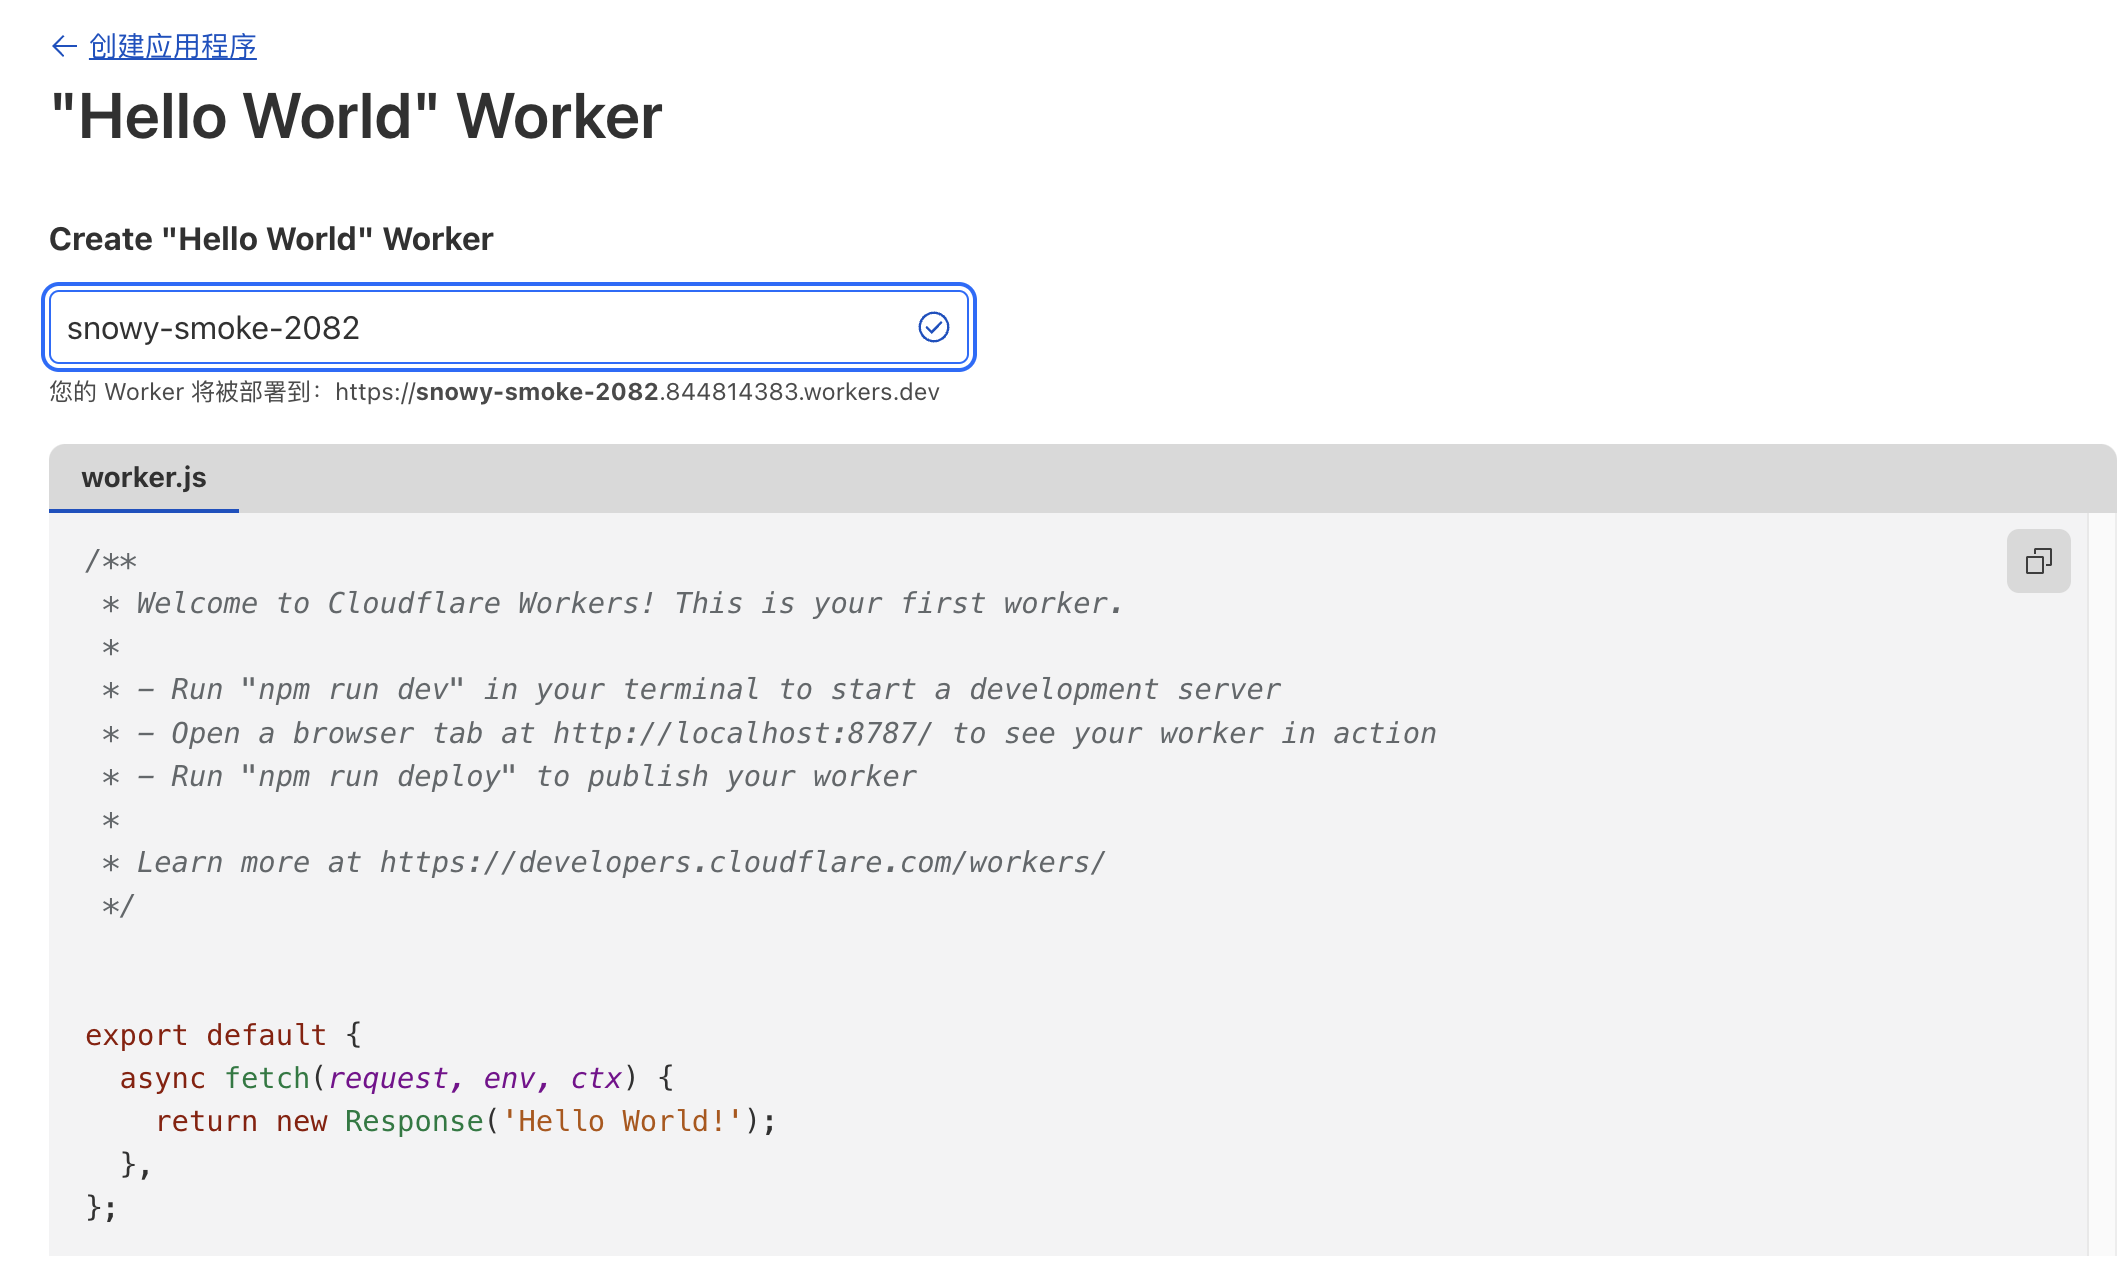 ← 创建应用程序
"Hello World" Worker
Create "Hello World" Worker
snowy-smoke-2082
您的 Worker 将被部署到：https://snowy-smoke-2082.844814383.workers.dev
worker.js
/**
 * Welcome to Cloudflare Workers! This is your first worker.
 *
 * - Run "npm run dev" in your terminal to start a development server
 * - Open a browser tab at http://localhost:8787/ to see your worker in action
 * - Run "npm run deploy" to publish your worker
 *
 * Learn more at https://developers.cloudflare.com/workers/
 */
export default {
  async fetch(request, env, ctx) {
    return new Response('Hello World!');
  },
};